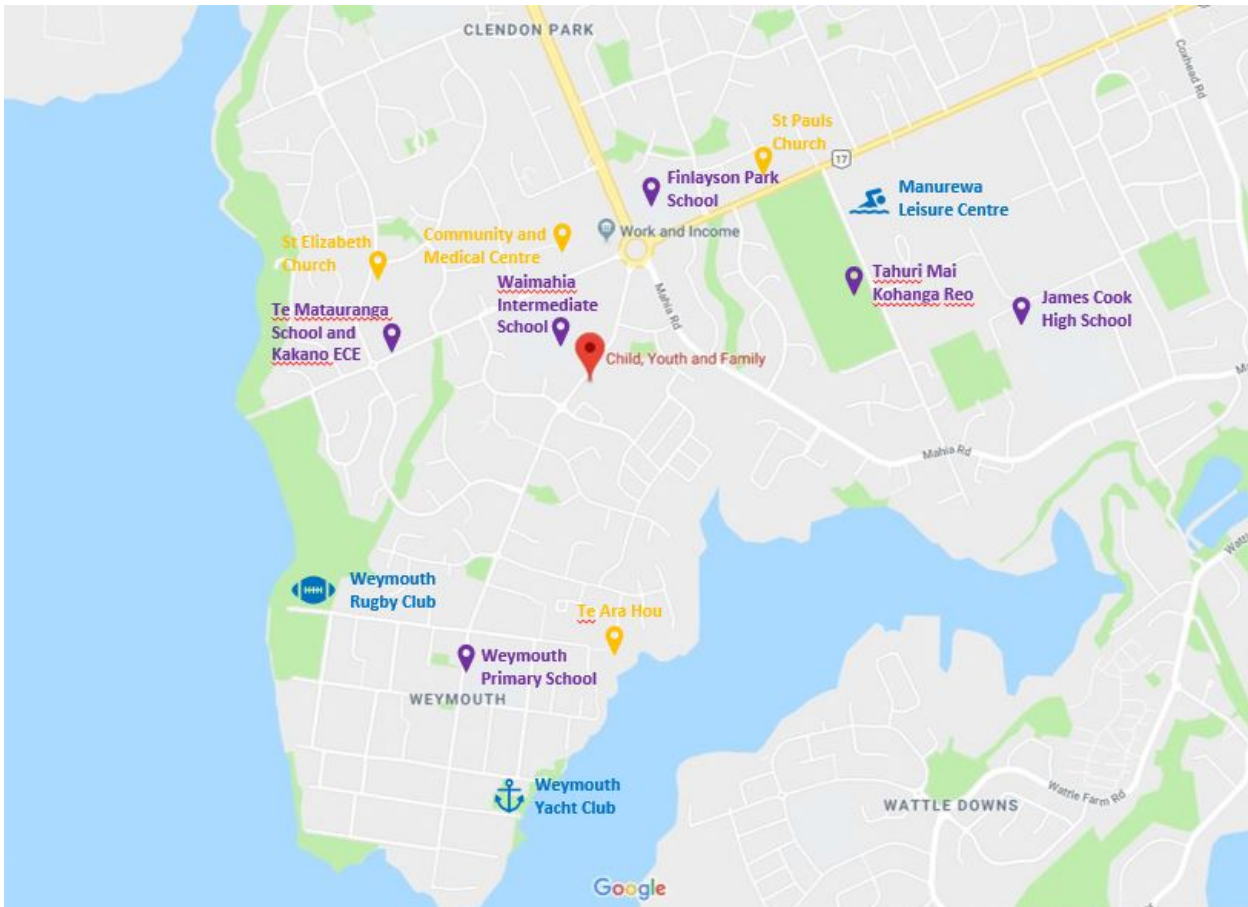 CLENDON PARK
Coxhead Rd
St Pauls
Church
17
Finlayson Park
School
Manurewa
Leisure Centre
Work and Income
Community and
Medical Centre
St Elizabeth
Church
Waimahia
Intermediate
School
Mahia Rd
Tahuri Mai
Kohanga Reo
James Cook
High School
Te Matauranga
School and
Kakano ECE
Child, Youth and Family
Mahia Rd
Weymouth
Rugby Club
Te Ara Hou
Weymouth
Primary School
WEYMOUTH
Weymouth
Yacht Club
Wattle Farm Rd
WATTLE DOWNS
Google